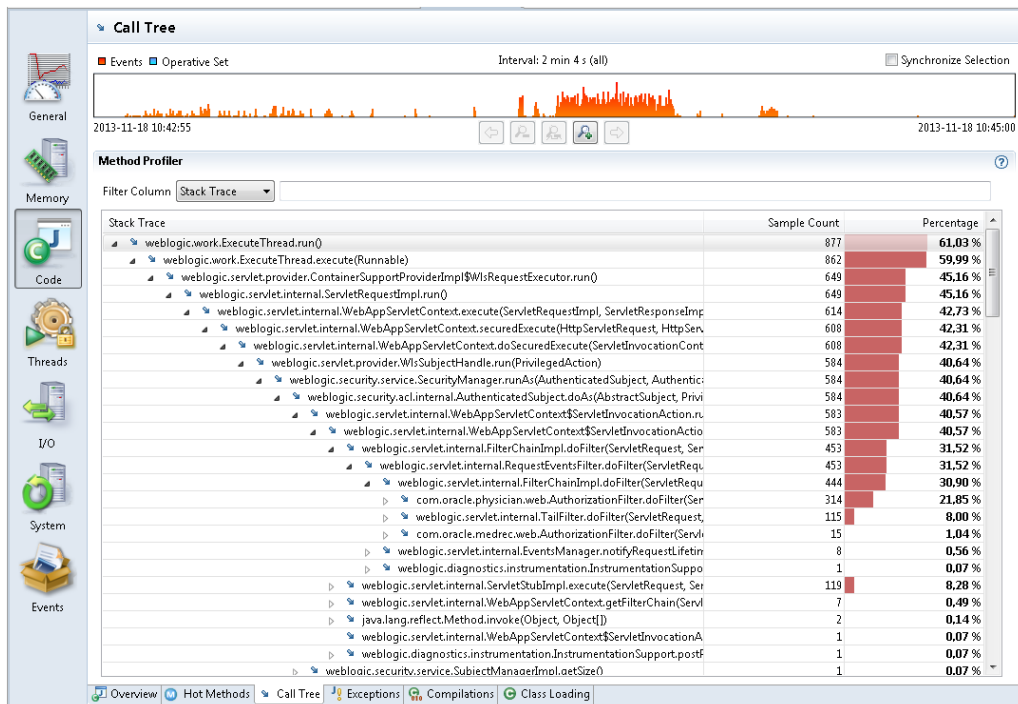 Call Tree
Events Operative Set Interval: 2 min 4 s (all) Synchronize Selection
2013-11-18 10:42:55 2013-11-18 10:45:00
General
Memory
Code
Threads
I/O
System
Events
Method Profiler
Filter Column Stack Trace
Stack Trace Sample Count Percentage
weblogic.work.ExecuteThread.run() 877 61,03 %
weblogic.work.ExecuteThread.execute(Runnable) 862 59,99 %
weblogic.servlet.provider.ContainerSupportProviderImpl$WlsRequestExecutor.run() 649 45,16 %
weblogic.servlet.internal.ServletRequestImpl.run() 649 45,16 %
weblogic.servlet.internal.WebAppServletContext.execute(ServletRequestImpl, ServletResponseImp 614 42,73 %
weblogic.servlet.internal.WebAppServletContext.securedExecute(HttpServletRequest, HttpServ 608 42,31 %
weblogic.servlet.internal.WebAppServletContext.doSecuredExecute(ServletInvocationCont 608 42,31 %
weblogic.servlet.provider.WlsSubjectHandle.run(PrivilegedAction) 584 40,64 %
weblogic.security.service.SecurityManager.runAs(AuthenticatedSubject, Authentica 584 40,64 %
weblogic.security.acl.internal.AuthenticatedSubject.doAs(AbstractSubject, Privi 584 40,64 %
weblogic.servlet.internal.WebAppServletContext$ServletInvocationAction.ru 583 40,57 %
weblogic.servlet.internal.WebAppServletContext$ServletInvocationActio 583 40,57 %
weblogic.servlet.internal.FilterChainImpl.doFilter(ServletRequest, Ser 453 31,52 %
weblogic.servlet.internal.RequestEventsFilter.doFilter(ServletRequ 453 31,52 %
weblogic.servlet.internal.FilterChainImpl.doFilter(ServletRequ 444 30,90 %
com.oracle.physician.web.AuthorizationFilter.doFilter(Ser 314 21,85 %
weblogic.servlet.internal.TailFilter.doFilter(ServletRequest, 115 8,00 %
com.oracle.medrec.web.AuthorizationFilter.doFilter(Servl 15 1,04 %
weblogic.servlet.internal.EventsManager.notifyRequestLifetim 8 0,56 %
weblogic.diagnostics.instrumentation.InstrumentationSuppo 1 0,07 %
weblogic.servlet.internal.ServletStubImpl.execute(ServletRequest, Ser 119 8,28 %
weblogic.servlet.internal.WebAppServletContext.getFilterChain(Servl 7 0,49 %
java.lang.reflect.Method.invoke(Object, Object[]) 2 0,14 %
weblogic.servlet.internal.WebAppServletContext$ServletInvocationA 1 0,07 %
weblogic.diagnostics.instrumentation.InstrumentationSupport.postP 1 0,07 %
weblogic.security.service.SubjectManagerImpl.getSize() 1 0.07 %
Overview Hot Methods Call Tree Exceptions Compilations Class Loading